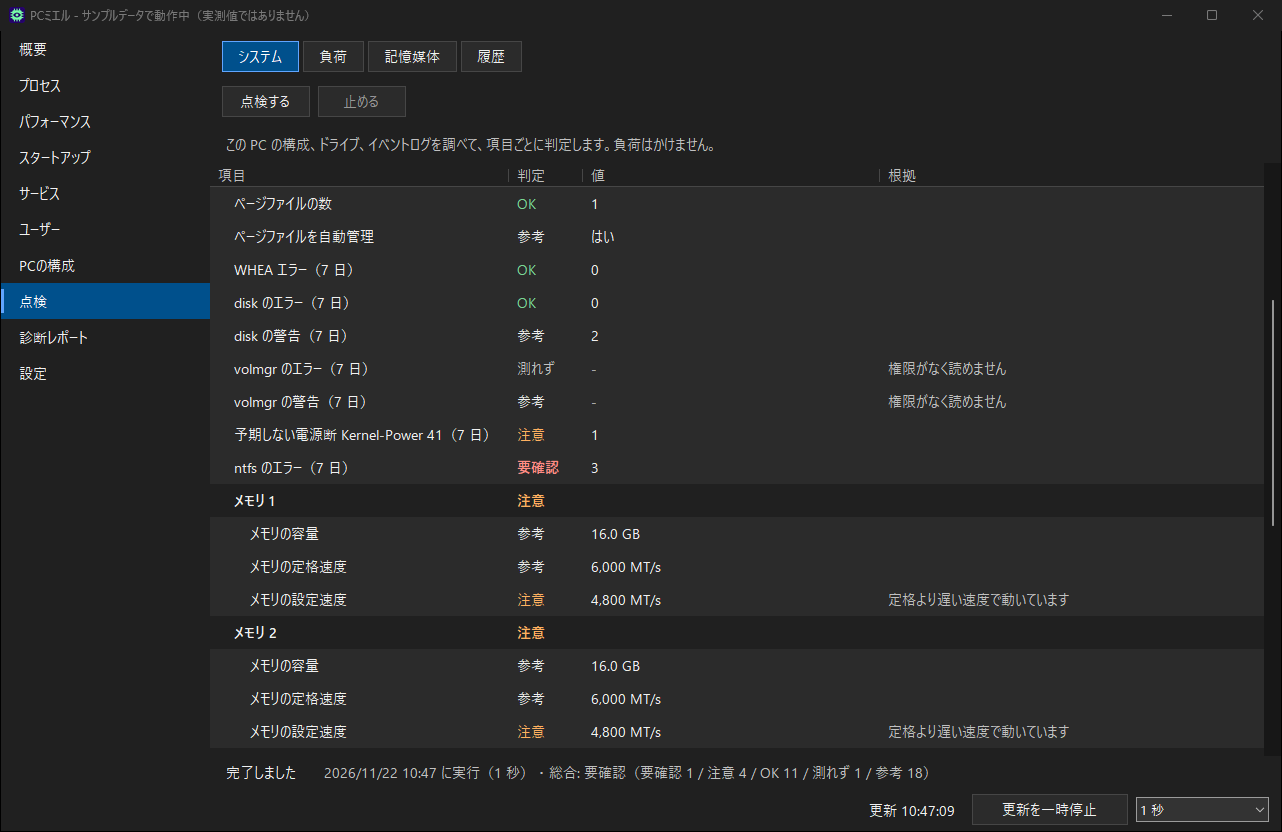 PCミエル - サンプルデータで動作中（実測値ではありません）
概要
プロセス
パフォーマンス
スタートアップ
サービス
ユーザー
PCの構成
点検
診断レポート
設定
システム 負荷 記憶媒体 履歴
点検する 止める
この PC の構成、ドライブ、イベントログを調べて、項目ごとに判定します。負荷はかけません。
項目 判定 値 根拠
ページファイルの数 OK 1
ページファイルを自動管理 参考 はい
WHEA エラー（7 日） OK 0
disk のエラー（7 日） OK 0
disk の警告（7 日） 参考 2
volmgr のエラー（7 日） 測れず - 権限がなく読めません
volmgr の警告（7 日） 参考 - 権限がなく読めません
予期しない電源断 Kernel-Power 41（7 日） 注意 1
ntfs のエラー（7 日） 要確認 3
メモリ 1 注意
メモリの容量 参考 16.0 GB
メモリの定格速度 参考 6,000 MT/s
メモリの設定速度 注意 4,800 MT/s 定格より遅い速度で動いています
メモリ 2 注意
メモリの容量 参考 16.0 GB
メモリの定格速度 参考 6,000 MT/s
メモリの設定速度 注意 4,800 MT/s 定格より遅い速度で動いています
完了しました 2026/11/22 10:47 に実行（1 秒）・総合: 要確認（要確認 1 / 注意 4 / OK 11 / 測れず 1 / 参考 18）
更新 10:47:09 更新を一時停止 1 秒